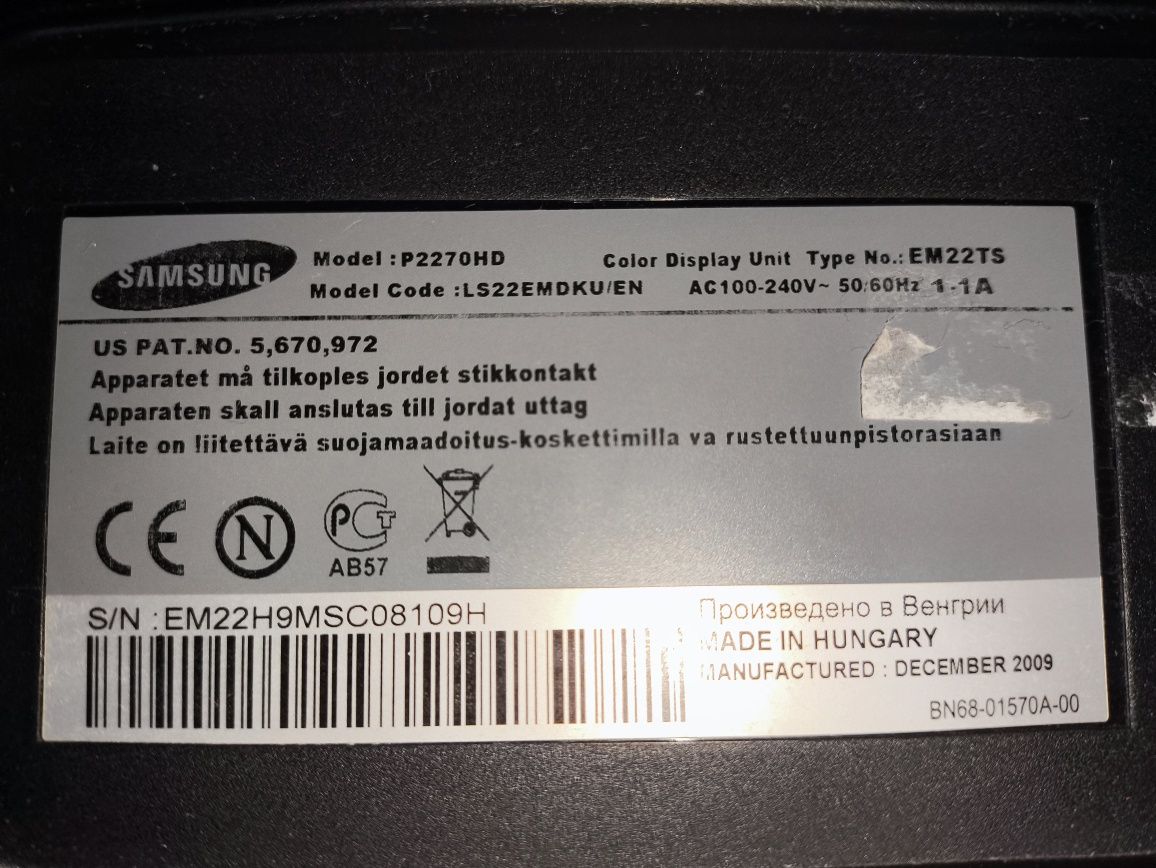 SAMSUNG
Model : P2270HD
Color Display Unit Type No.: EM22TS
Model Code : LS22EMDKU/EN
AC100-240V~ 50/60Hz 1.1A
US PAT.NO. 5,670,972
Apparatet må tilkoples jordet stikkontakt
Apparaten skall anslutas till jordat uttag
Laite on liitettävä suojamaadoitus-koskettimilla va rustettuunpistorasiaan
CE
N
PCT
AB57
S/N : EM22H9MSC08109H
Произведено в Венгрии
MADE IN HUNGARY
MANUFACTURED : DECEMBER 2009
BN68-01570A-00